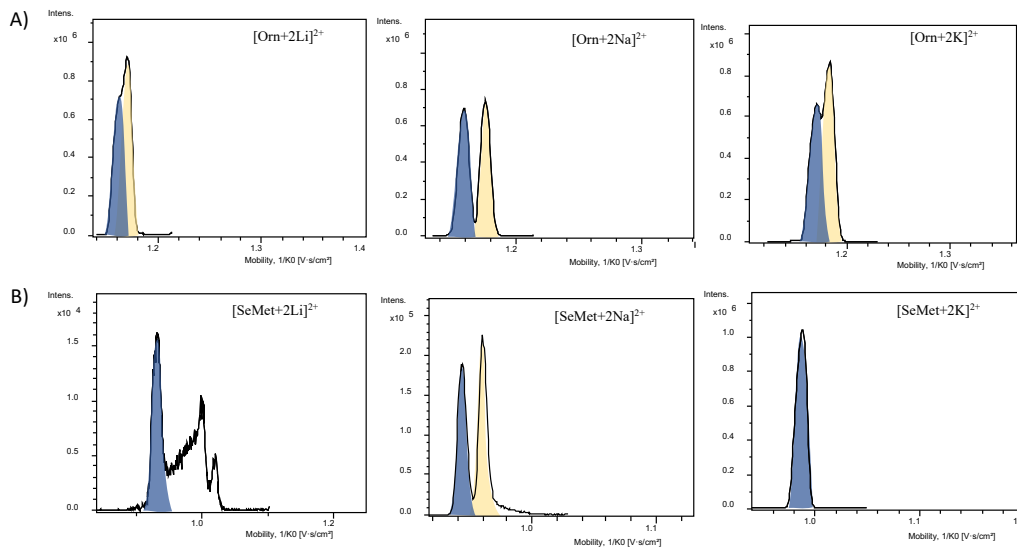 A)
Intens.
x10 6
[Orn+2Li]²⁺
0.8
0.6
0.4
0.2
0.0
1.2
1.3
1.4
Mobility, 1/K0 [V·s/cm²]
Intens.
x10 6
[Orn+2Na]²⁺
0.8
0.6
0.4
0.2
0.0
1.2
1.3
Mobility, 1/K0 [V·s/cm²]
Intens.
x10 6
[Orn+2K]²⁺
0.8
0.6
0.4
0.2
0.0
1.2
1.3
Mobility, 1/K0 [V·s/cm²]
B)
Intens.
x10 4
[SeMet+2Li]²⁺
1.5
1.0
0.5
0.0
1.0
1.2
Mobility, 1/K0 [V·s/cm²]
Intens.
x10 5
[SeMet+2Na]²⁺
2.0
1.5
1.0
0.5
0.0
1.0
1.1
Mobility, 1/K0 [V·s/cm²]
Intens.
x10 6
[SeMet+2K]²⁺
1.0
0.8
0.6
0.4
0.2
0.0
1.0
1.1
1.2
Mobility, 1/K0 [V·s/cm²]